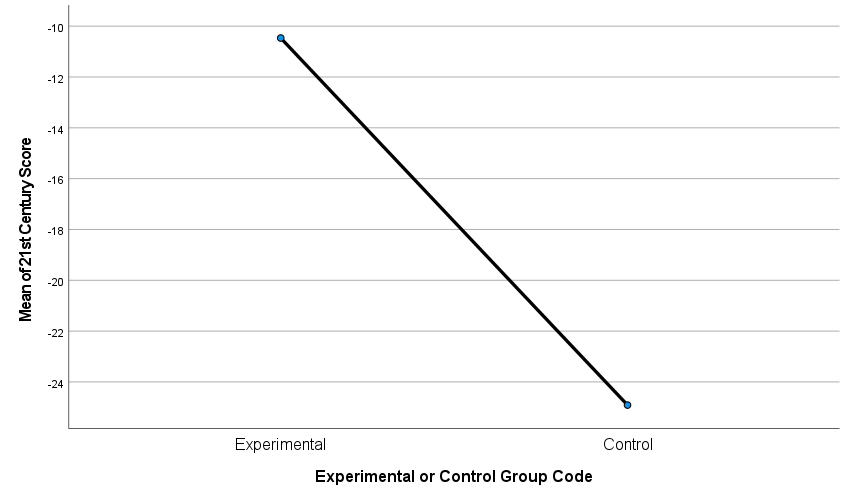 Mean of 21st Century Score
-10
-12
-14
-16
-18
-20
-22
-24
Experimental
Control
Experimental or Control Group Code